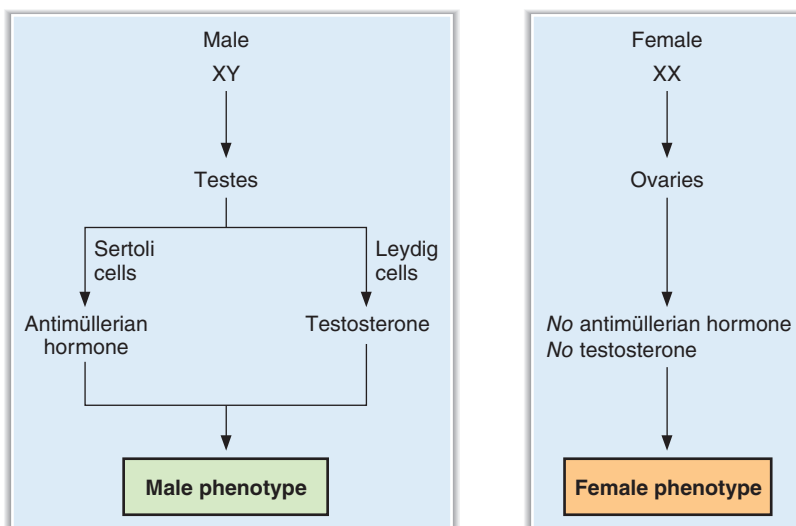 Male
XY
Testes
Sertoli
cells
Leydig
cells
Antimüllerian
hormone
Testosterone
Male phenotype
Female
XX
Ovaries
No antimüllerian hormone
No testosterone
Female phenotype